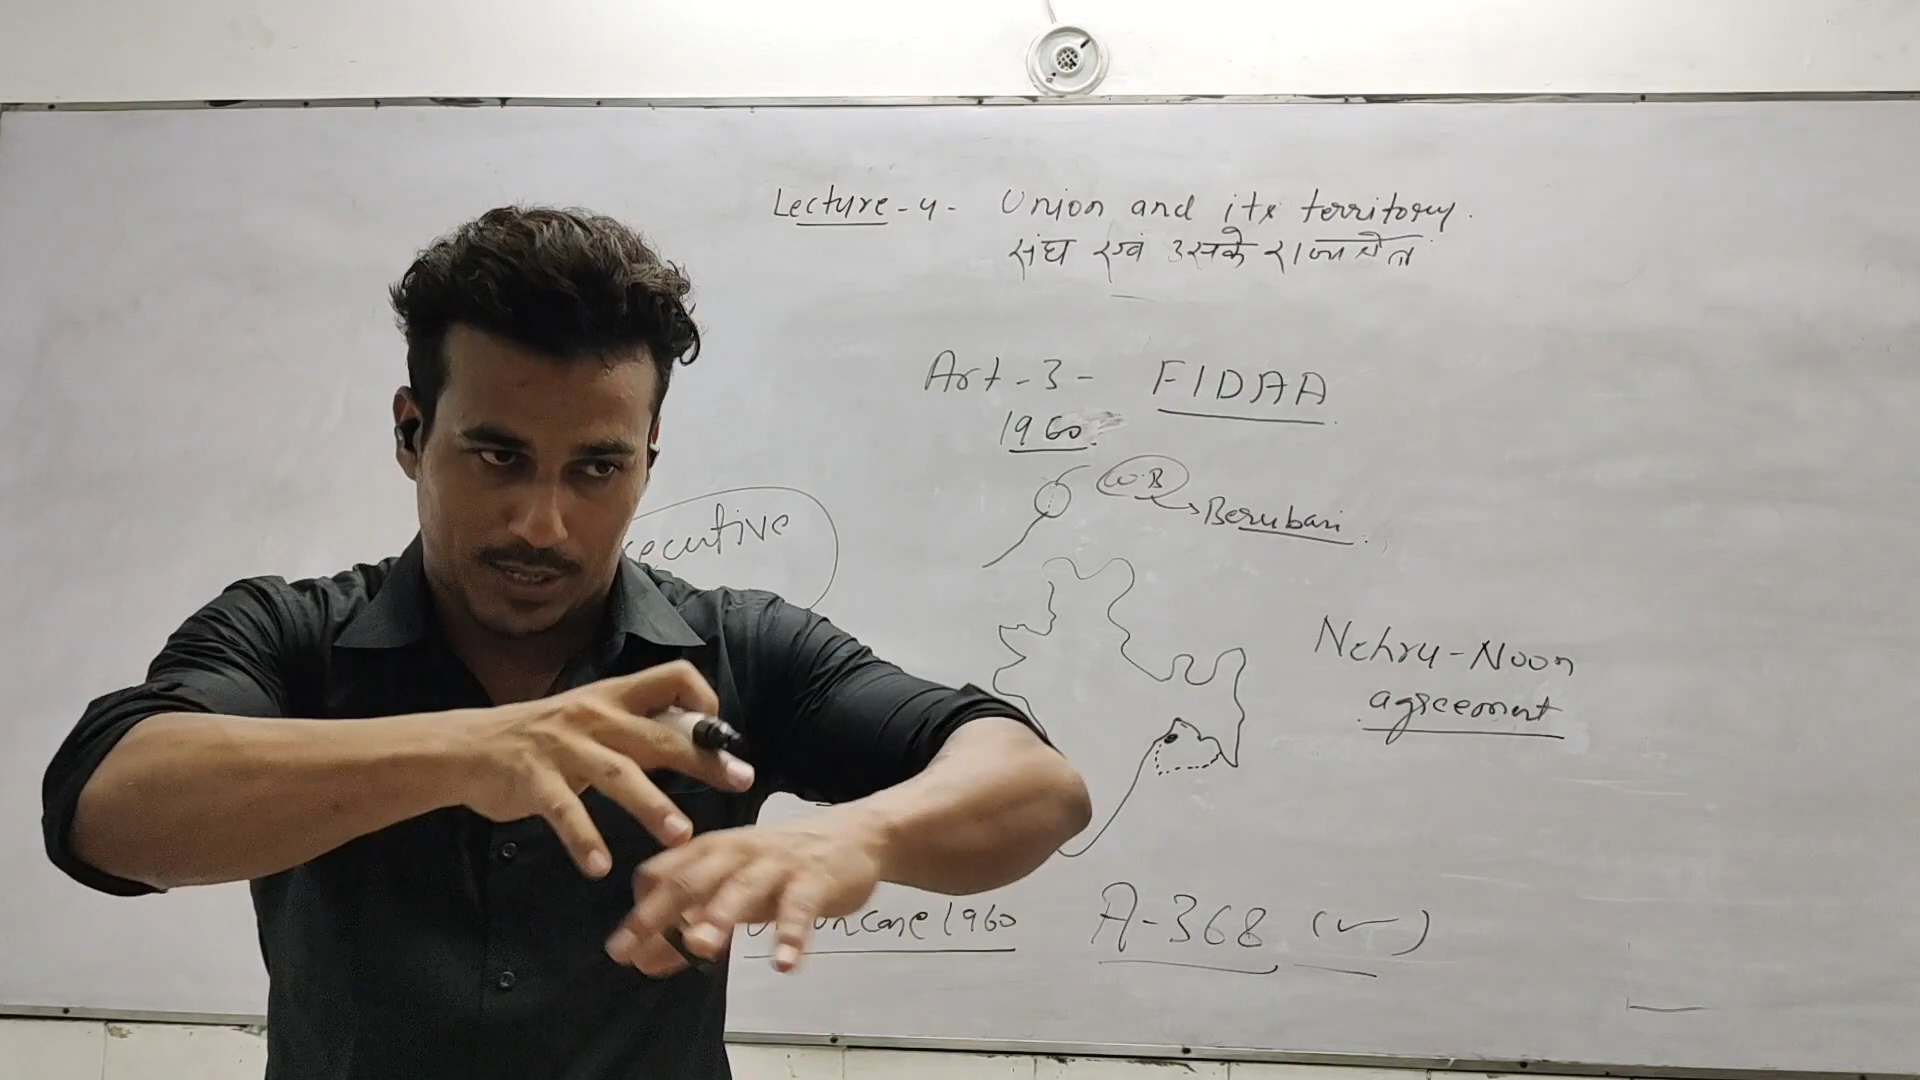 Lecture-4- Union and its territory.
संघ एवं उसके राज्यक्षेत्र
Art-3- FIDAA
1960.
W.B
Berubari.
Nehru-Noon
agreement
case 1960
A-368 (✓)